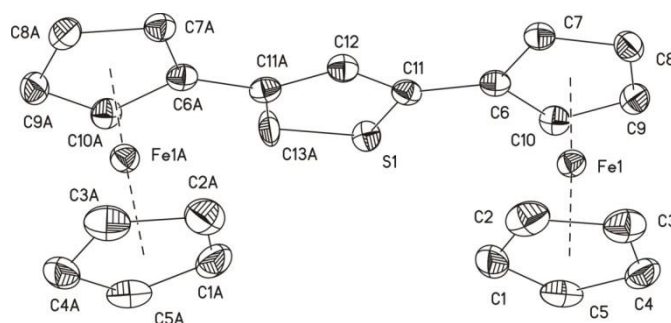 C7A C12 C7
C8A C11A C11 C8
C6A C6
C9A C10 C9
C10A C13A S1
Fe1A Fe1
C3A C2A C2 C3
C4A C1A C1 C4
C5A C5